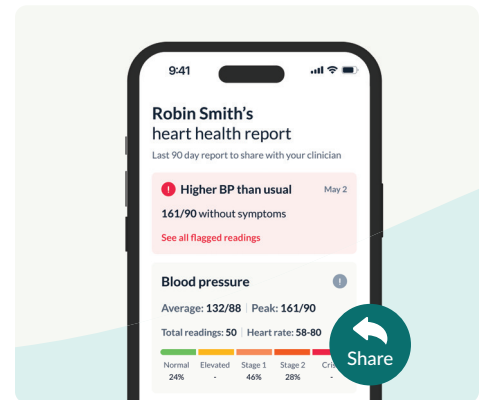 9:41
Robin Smith's
heart health report
Last 90 day report to share with your clinician
! Higher BP than usual May 2
161/90 without symptoms
See all flagged readings
Blood pressure !
Average: 132/88 | Peak: 161/90
Total readings: 50 | Heart rate: 58-80
Share
Normal Elevated Stage 1 Stage 2
24% - 46% 28% -